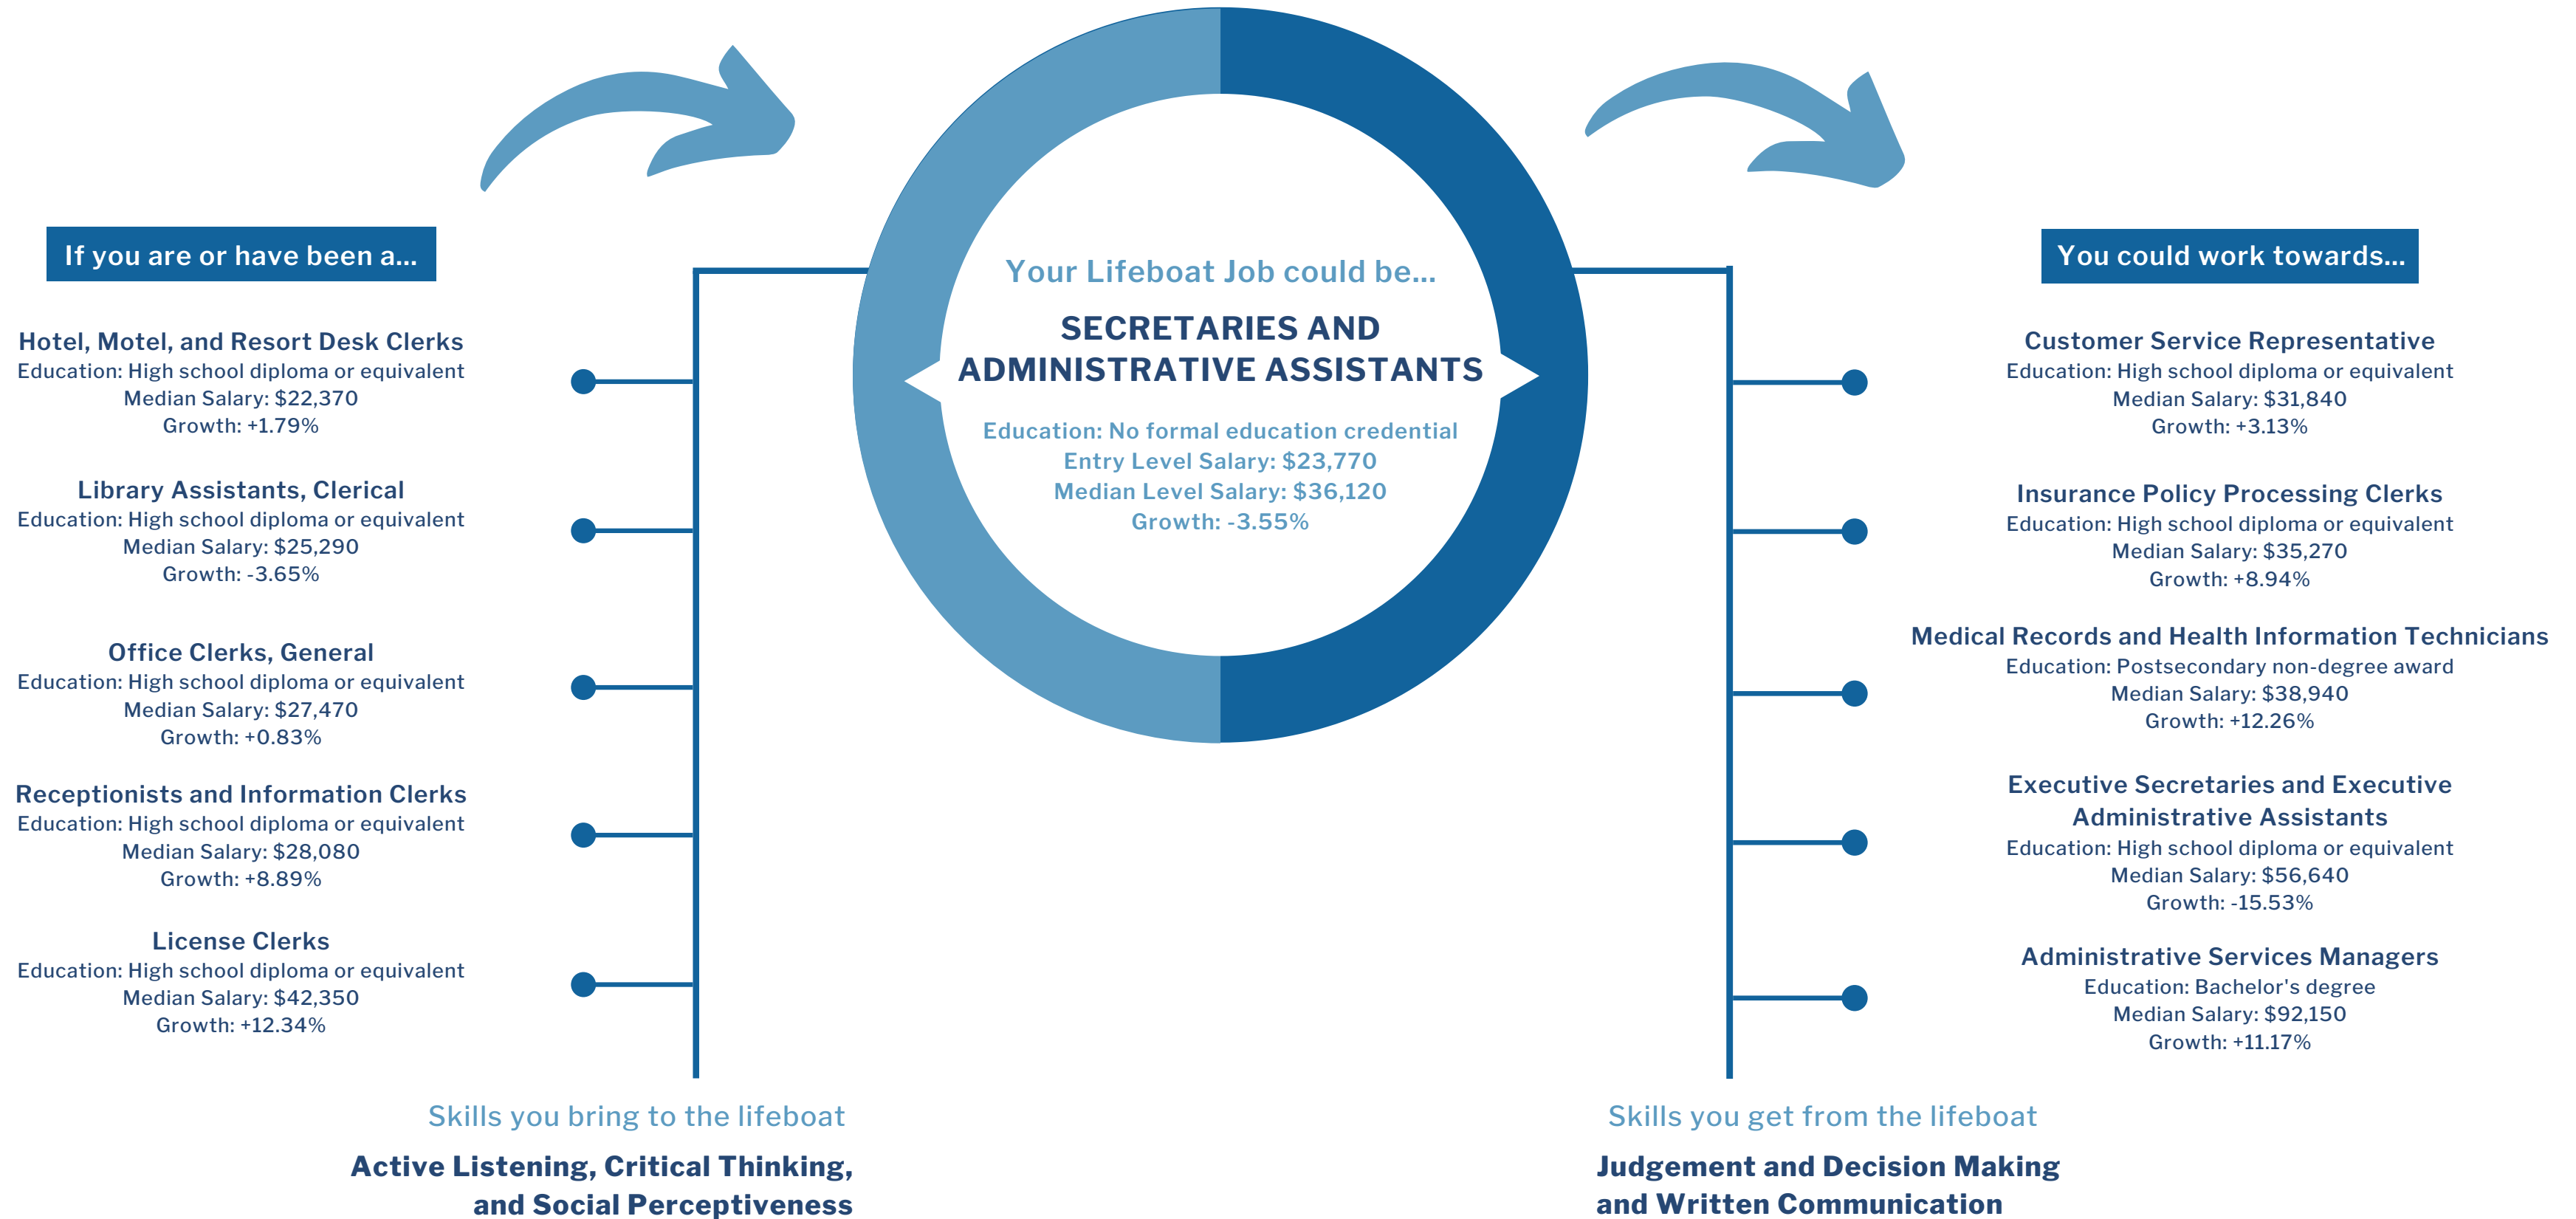 If you are or have been a...
Hotel, Motel, and Resort Desk Clerks
Education: High school diploma or equivalent
Median Salary: $22,370
Growth: +1.79%
Library Assistants, Clerical
Education: High school diploma or equivalent
Median Salary: $25,290
Growth: -3.65%
Office Clerks, General
Education: High school diploma or equivalent
Median Salary: $27,470
Growth: +0.83%
Receptionists and Information Clerks
Education: High school diploma or equivalent
Median Salary: $28,080
Growth: +8.89%
License Clerks
Education: High school diploma or equivalent
Median Salary: $42,350
Growth: +12.34%
Skills you bring to the lifeboat
Active Listening, Critical Thinking,
and Social Perceptiveness
Your Lifeboat Job could be...
SECRETARIES AND
ADMINISTRATIVE ASSISTANTS
Education: No formal education credential
Entry Level Salary: $23,770
Median Level Salary: $36,120
Growth: -3.55%
You could work towards...
Customer Service Representative
Education: High school diploma or equivalent
Median Salary: $31,840
Growth: +3.13%
Insurance Policy Processing Clerks
Education: High school diploma or equivalent
Median Salary: $35,270
Growth: +8.94%
Medical Records and Health Information Technicians
Education: Postsecondary non-degree award
Median Salary: $38,940
Growth: +12.26%
Executive Secretaries and Executive
Administrative Assistants
Education: High school diploma or equivalent
Median Salary: $56,640
Growth: -15.53%
Administrative Services Managers
Education: Bachelor's degree
Median Salary: $92,150
Growth: +11.17%
Skills you get from the lifeboat
Judgement and Decision Making
and Written Communication